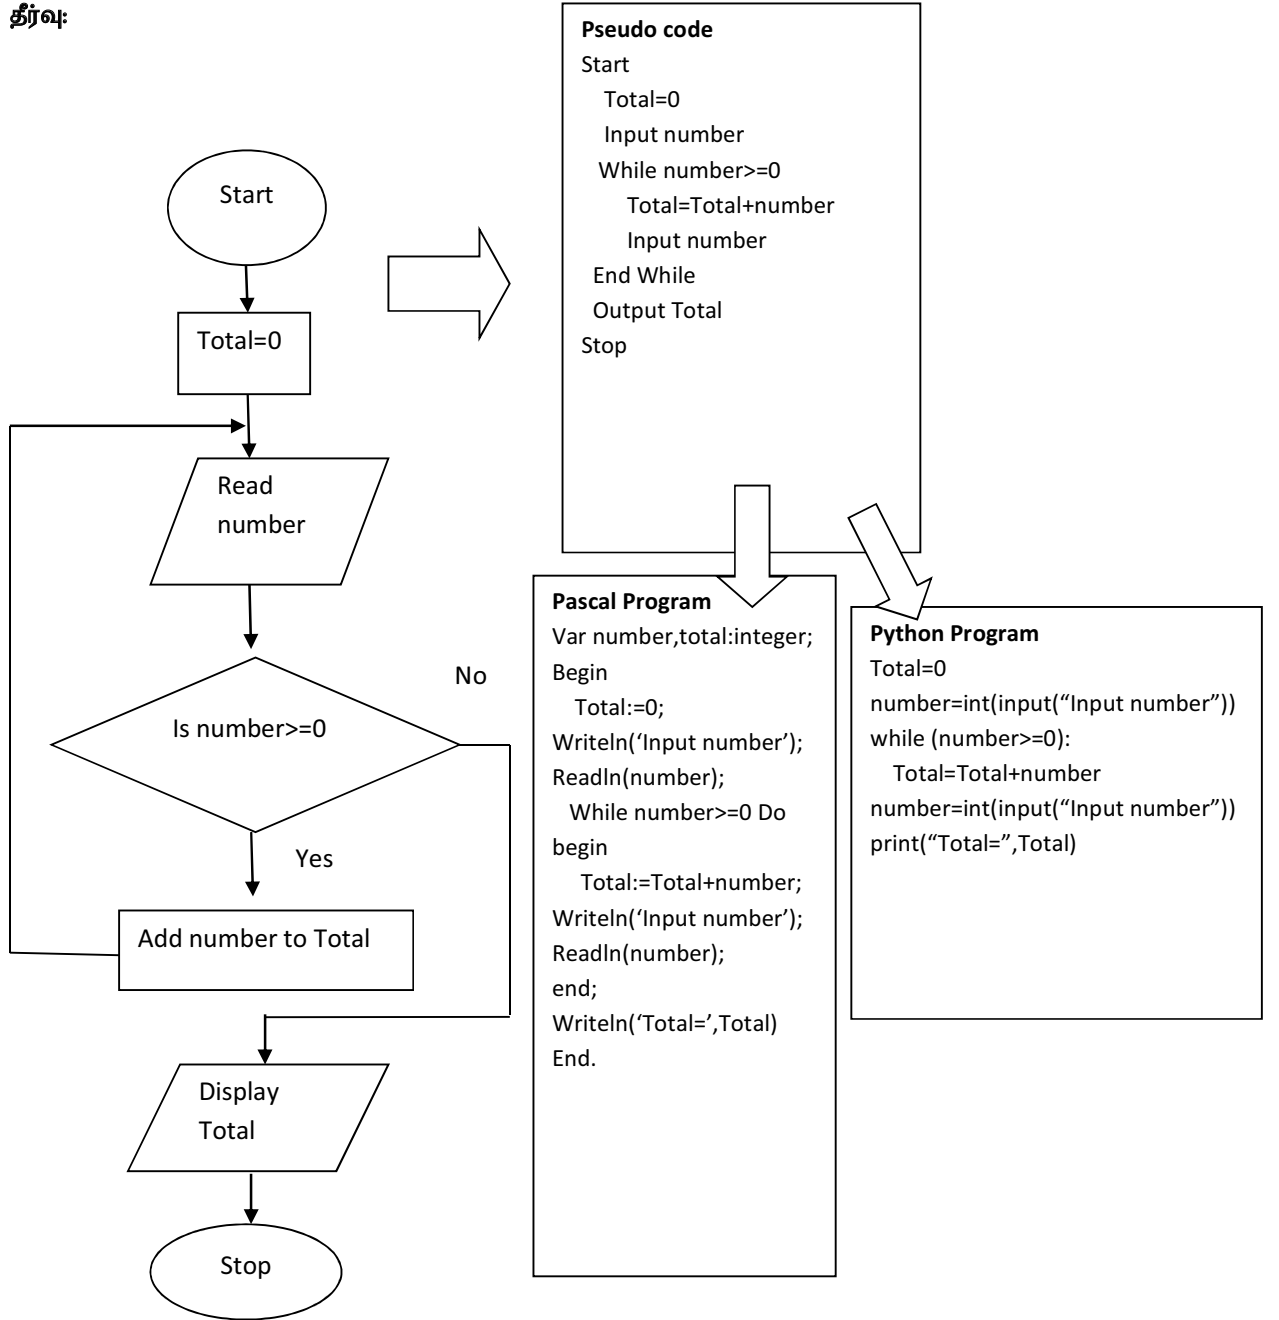 தீர்வு:
Start
Total=0
Read
number
Is number>=0
No
Yes
Add number to Total
Display
Total
Stop
Pseudo code
Start
Total=0
Input number
While number>=0
Total=Total+number
Input number
End While
Output Total
Stop
Pascal Program
Var number,total:integer;
Begin
Total:=0;
Writeln(‘Input number’);
Readln(number);
While number>=0 Do
begin
Total:=Total+number;
Writeln(‘Input number’);
Readln(number);
end;
Writeln(‘Total=’,Total)
End.
Python Program
Total=0
number=int(input(“Input number”))
while (number>=0):
Total=Total+number
number=int(input(“Input number”))
print(“Total=”,Total)